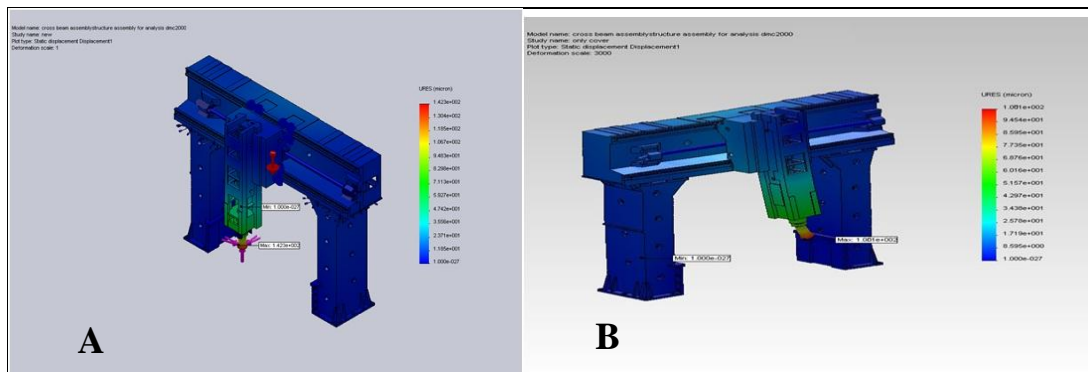 Model name: cross beam assemblystructure assembly for analysis dmc2000
Study name: new
Plot type: Static displacement Displacement1
Deformation scale: 1
URES (micron)
1.423e+002
1.304e+002
1.185e+002
1.067e+002
9.483e+001
8.298e+001
7.113e+001
5.927e+001
4.742e+001
3.556e+001
2.371e+001
1.185e+001
1.000e-027
Min: 1.000e-027
Max: 1.423e+002
A
Model name: cross beam assemblystructure assembly for analysis dmc2000
Study name: only cover
Plot type: Static displacement Displacement1
Deformation scale: 3000
URES (micron)
1.081e+002
9.454e+001
8.595e+001
7.735e+001
6.876e+001
6.016e+001
5.157e+001
4.297e+001
3.438e+001
2.578e+001
1.719e+001
8.595e+000
1.000e-027
Max: 1.081e+002
Min: 1.000e-027
B